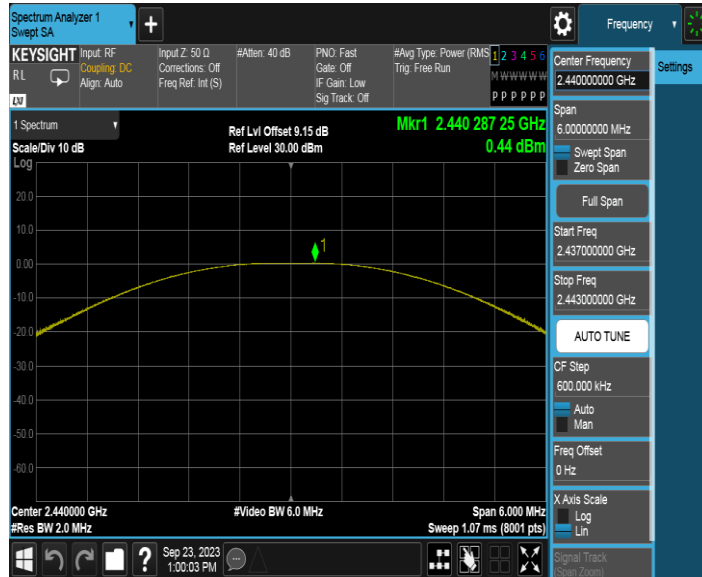 Spectrum Analyzer 1
Swept SA
+
Frequency
KEYSIGHT
RL
LXI
Input: RF
Coupling: DC
Align: Auto
Input Z: 50 Ω
Corrections: Off
Freq Ref: Int (S)
#Atten: 40 dB
PNO: Fast
Gate: Off
IF Gain: Low
Sig Track: Off
#Avg Type: Power (RMS
Trig: Free Run
1 2 3 4 5 6
M W W W W W
P P P P P P
1 Spectrum
Scale/Div 10 dB
Log
Ref Lvl Offset 9.15 dB
Ref Level 30.00 dBm
Mkr1 2.440 287 25 GHz
0.44 dBm
20.0
10.0
0.00
-10.0
-20.0
-30.0
-40.0
-50.0
-60.0
1
Center 2.440000 GHz
#Res BW 2.0 MHz
#Video BW 6.0 MHz
Span 6.000 MHz
Sweep 1.07 ms (8001 pts)
?
Sep 23, 2023
1:00:03 PM
Center Frequency
2.440000000 GHz
Span
6.00000000 MHz
Swept Span
Zero Span
Full Span
Start Freq
2.437000000 GHz
Stop Freq
2.443000000 GHz
AUTO TUNE
CF Step
600.000 kHz
Auto
Man
Freq Offset
0 Hz
X Axis Scale
Log
Lin
Signal Track
(Span Zoom)
Settings